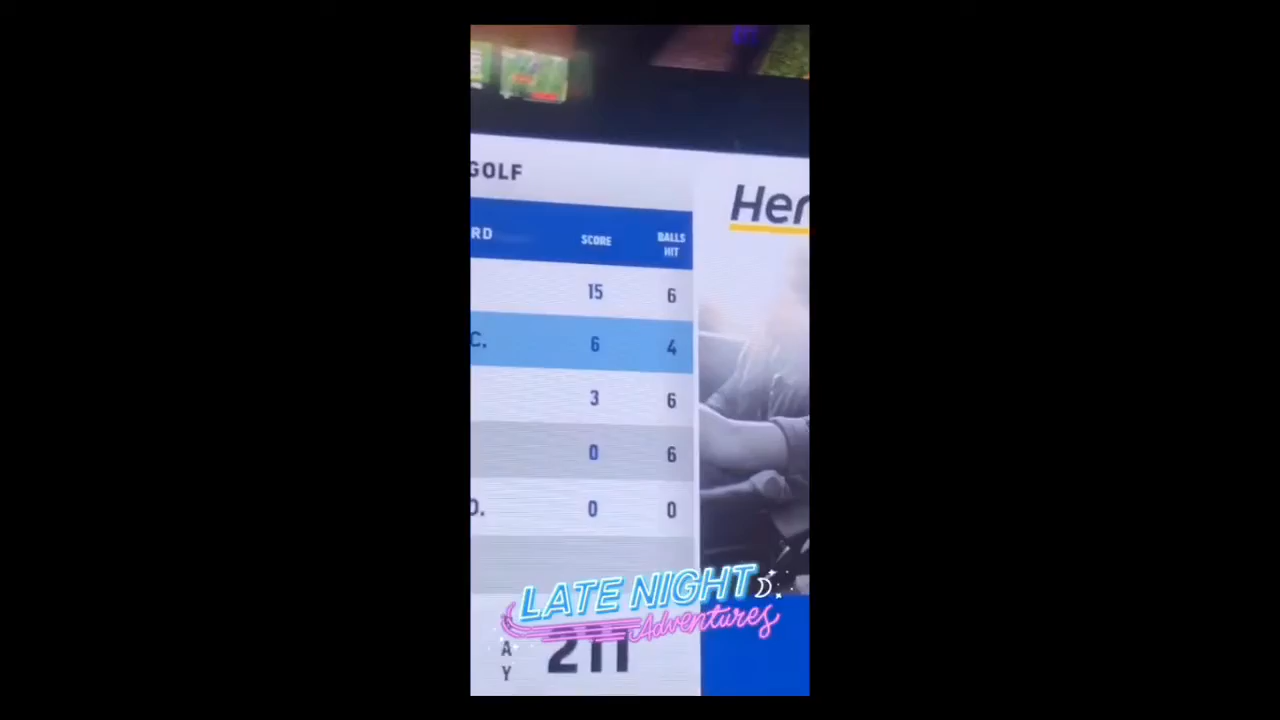 GOLF
RD
SCORE
BALLS
HIT
15
6
C.
6
4
3
6
0
6
0
0
Her
LATE NIGHT
Adventures
A
Y
211